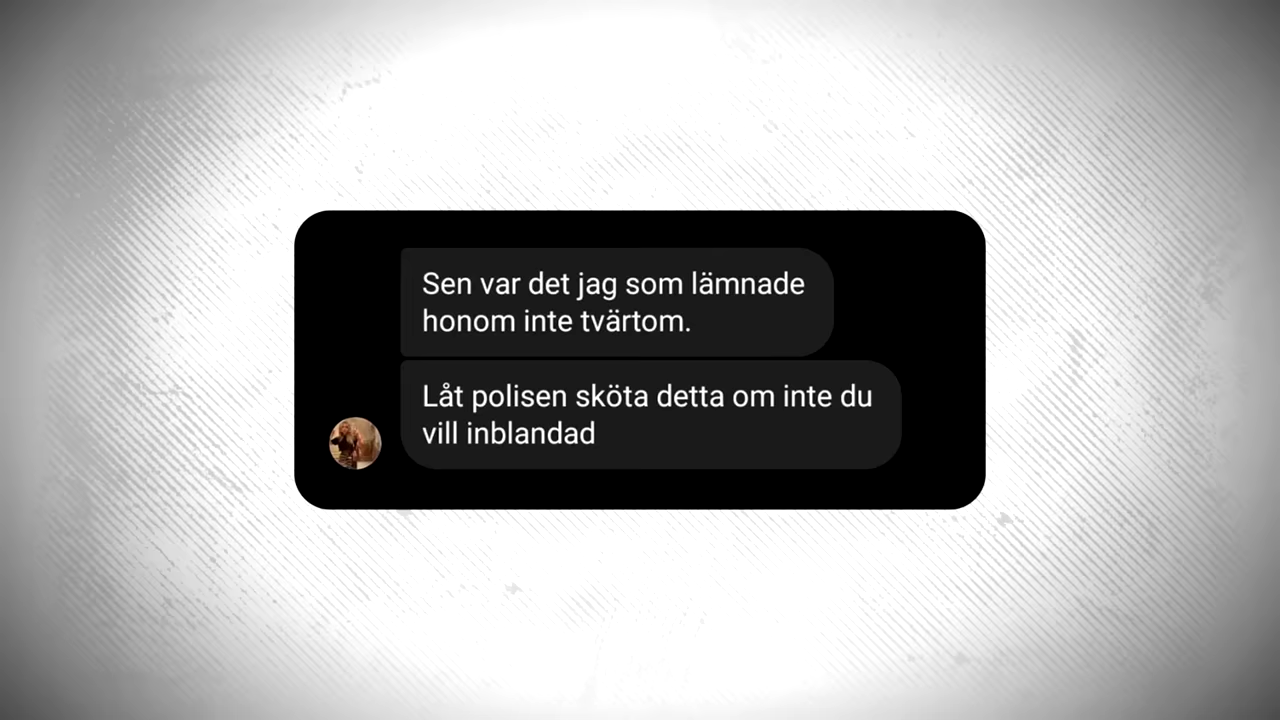 Sen var det jag som lämnade
honom inte tvärtom.
Låt polisen sköta detta om inte du
vill inblandad